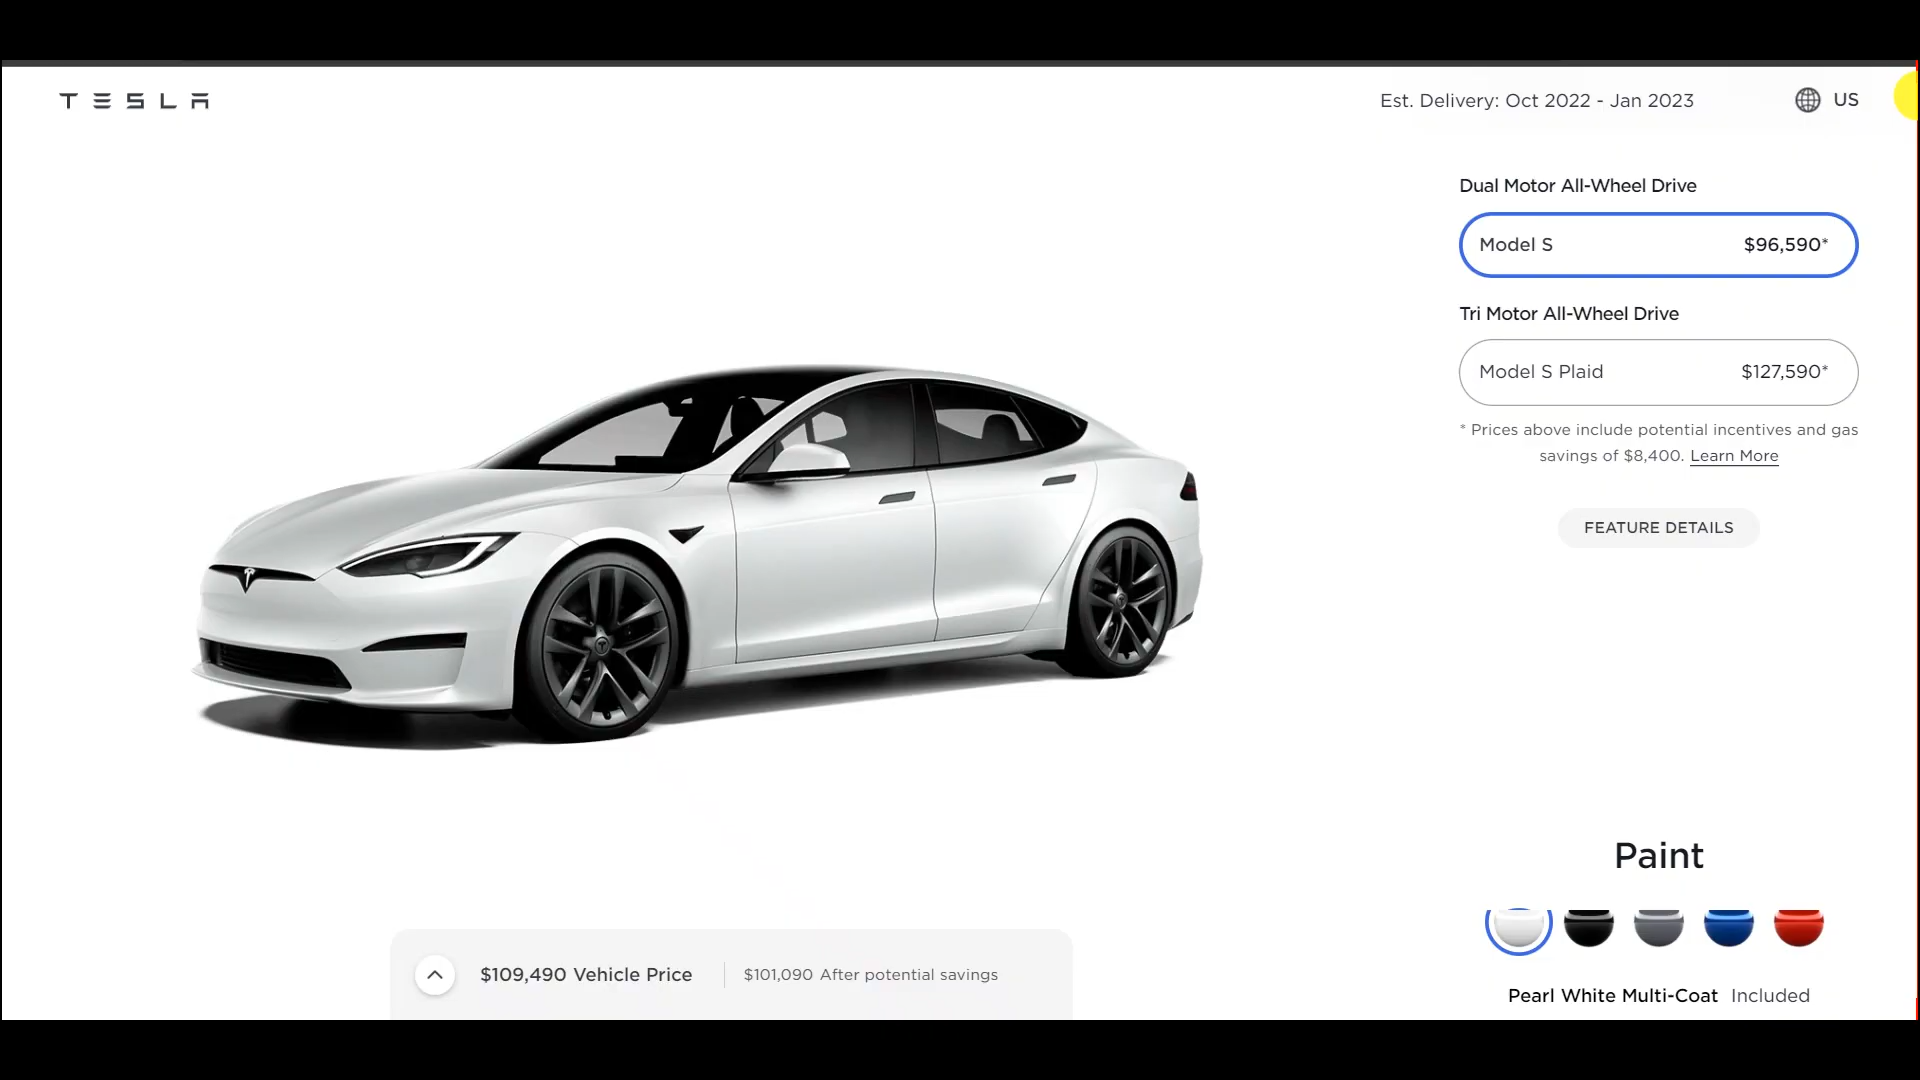 TESLA
Est. Delivery: Oct 2022 - Jan 2023
US
Dual Motor All-Wheel Drive
Model S $96,590*
Tri Motor All-Wheel Drive
Model S Plaid $127,590*
* Prices above include potential incentives and gas
savings of $8,400. Learn More
FEATURE DETAILS
Paint
Pearl White Multi-Coat Included
$109,490 Vehicle Price $101,090 After potential savings